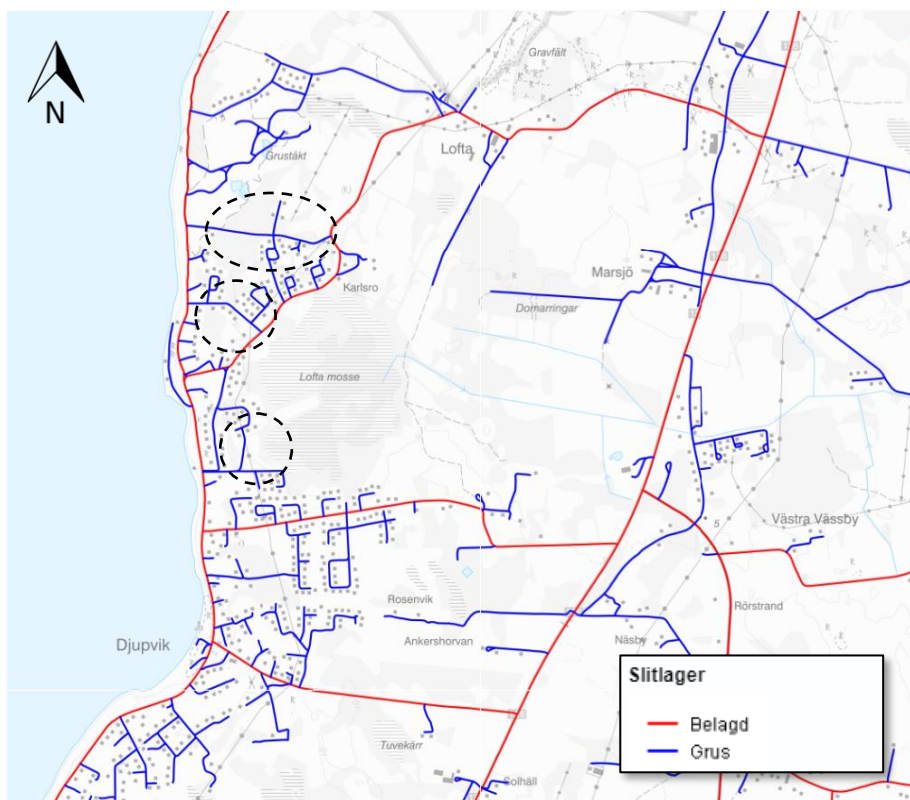 Gravfält
N
6
Lofta
Grustäkt
(R)
Marsjö
Karlsro
Domarringar
Lofta mosse
5
Västra Vässby
Rosenvik
Rörstrand
Ankershorvan
Näsby
Djupvik
Slitlager
Belagd
Grus
Tuvekärr
Solhäll